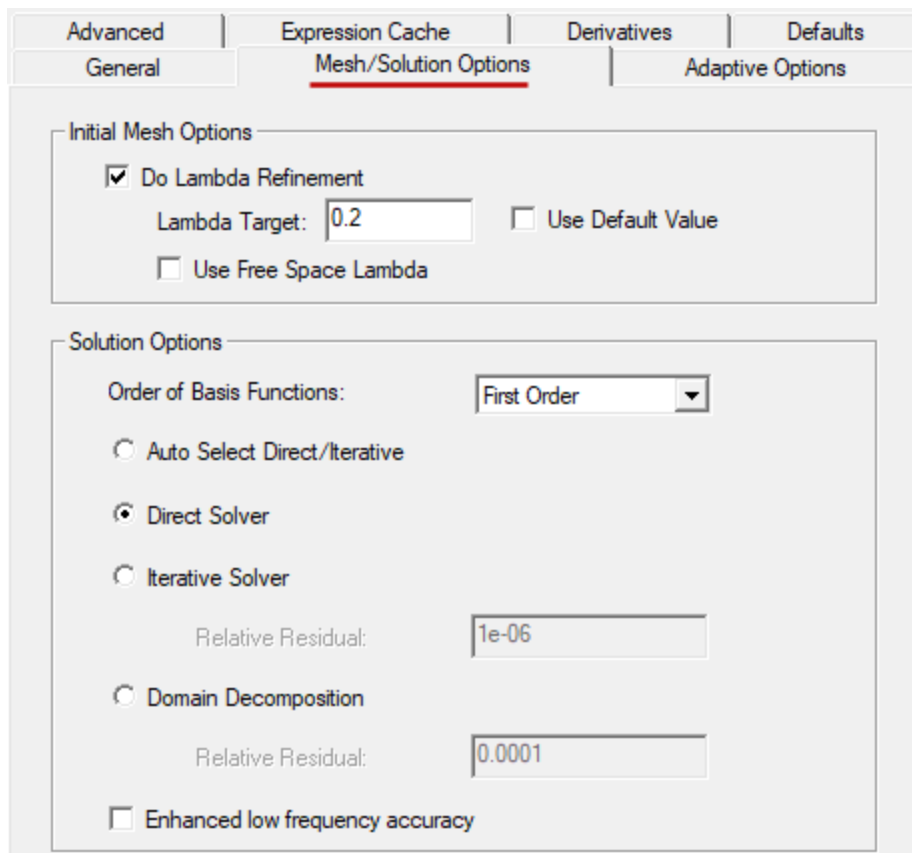 Advanced Expression Cache Derivatives Defaults
General Mesh/Solution Options Adaptive Options
Initial Mesh Options
Do Lambda Refinement
Lambda Target: 0.2 Use Default Value
Use Free Space Lambda
Solution Options
Order of Basis Functions: First Order
Auto Select Direct/Iterative
Direct Solver
Iterative Solver
Relative Residual: 1e-06
Domain Decomposition
Relative Residual: 0.0001
Enhanced low frequency accuracy